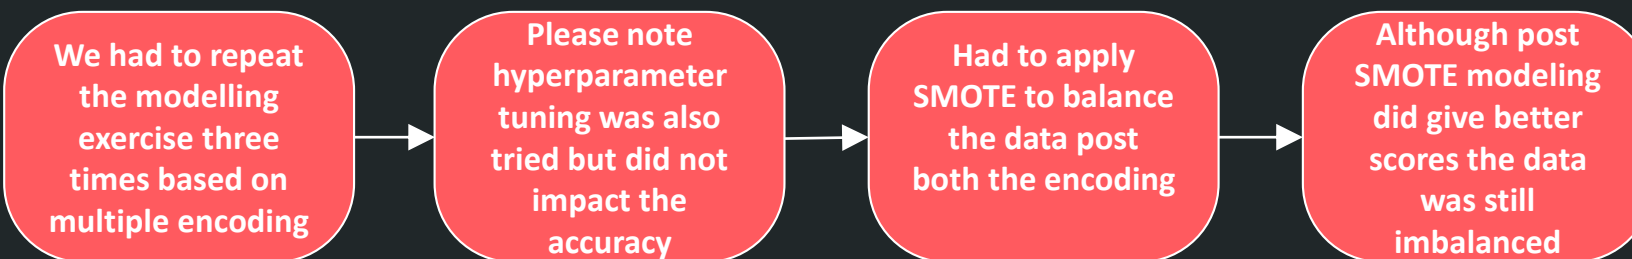 We had to repeat
the modelling
exercise three
times based on
multiple encoding
Please note
hyperparameter
tuning was also
tried but did not
impact the
accuracy
Had to apply
SMOTE to balance
the data post
both the encoding
Although post
SMOTE modeling
did give better
scores the data
was still
imbalanced